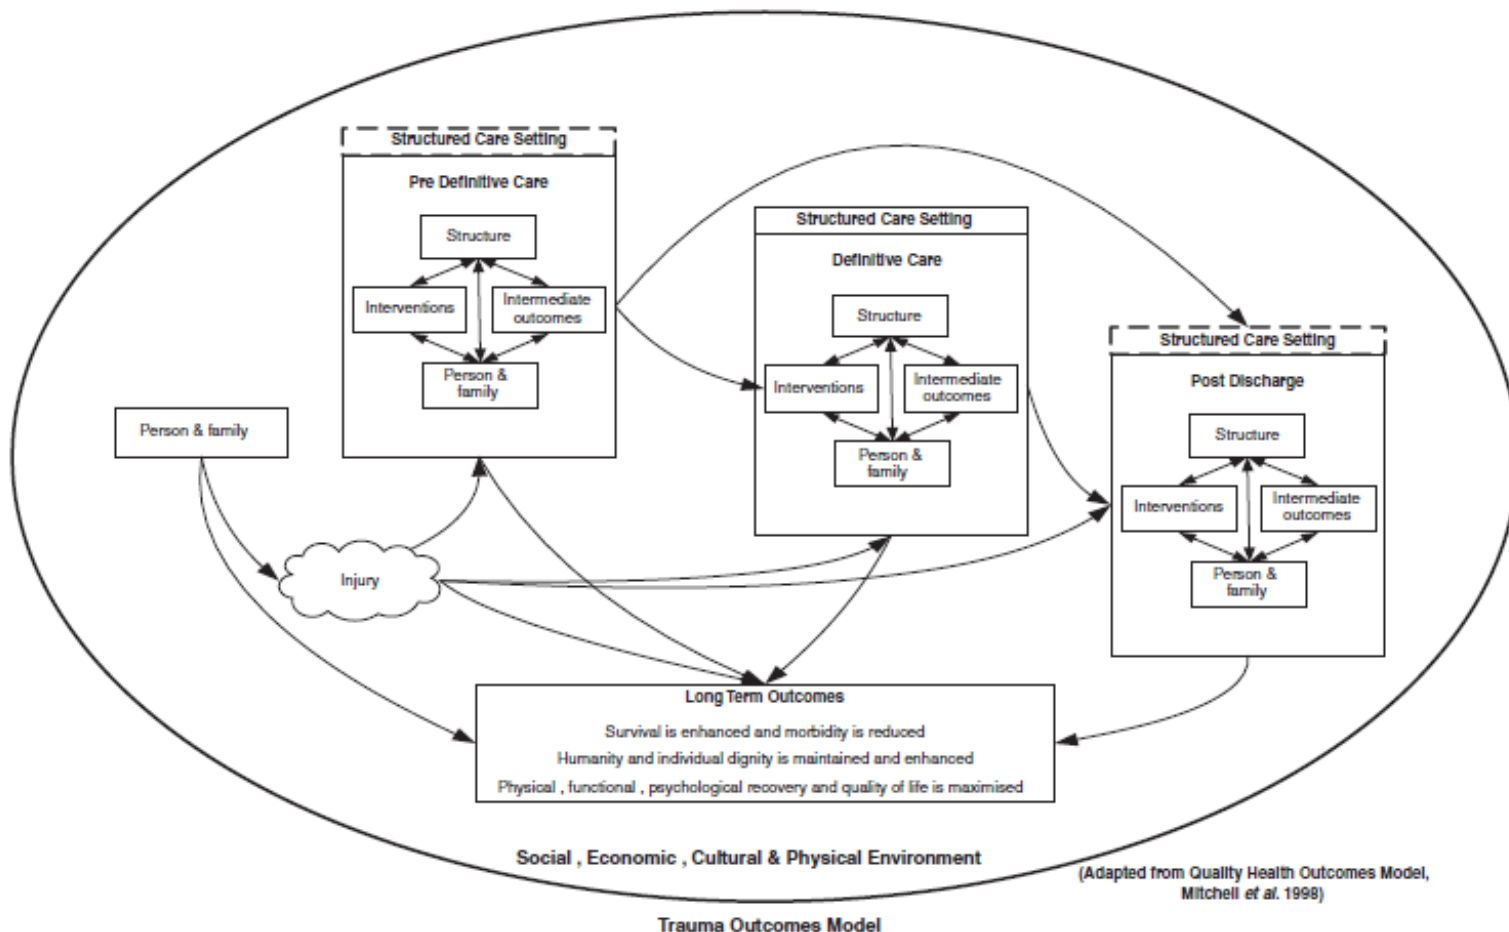 Structured Care Setting
Pre Definitive Care
Structure
Interventions
Intermediate
outcomes
Person &
family
Structured Care Setting
Definitive Care
Structure
Interventions
Intermediate
outcomes
Person &
family
Structured Care Setting
Post Discharge
Structure
Interventions
Intermediate
outcomes
Person &
family
Person & family
Injury
Long Term Outcomes
Survival is enhanced and morbidity is reduced
Humanity and individual dignity is maintained and enhanced
Physical , functional , psychological recovery and quality of life is maximised
Social , Economic , Cultural & Physical Environment
(Adapted from Quality Health Outcomes Model,
Mitchell et al. 1998)
Trauma Outcomes Model